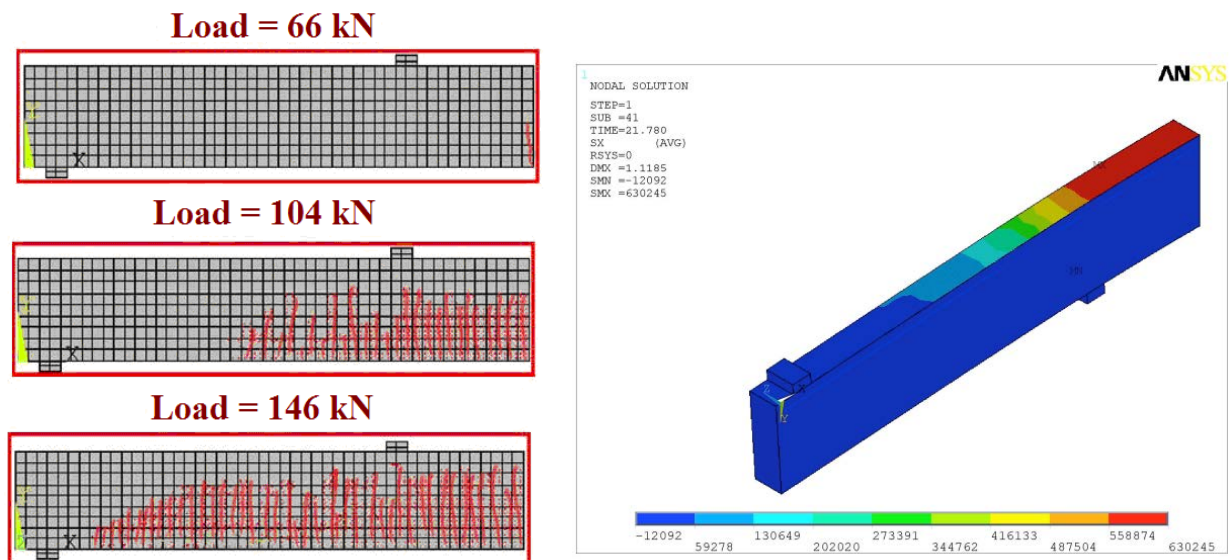 Load = 66 kN
Y
X
Load = 104 kN
Y
X
Load = 146 kN
Y
Z
X
1
NODAL SOLUTION
STEP=1
SUB =41
TIME=21.780
SX (AVG)
RSYS=0
DMX =1.1185
SMN =-12092
SMX =630245
ANSYS
MX
MN
Z
X
Y
-12092
59278
130649
202020
273391
344762
416133
487504
558874
630245